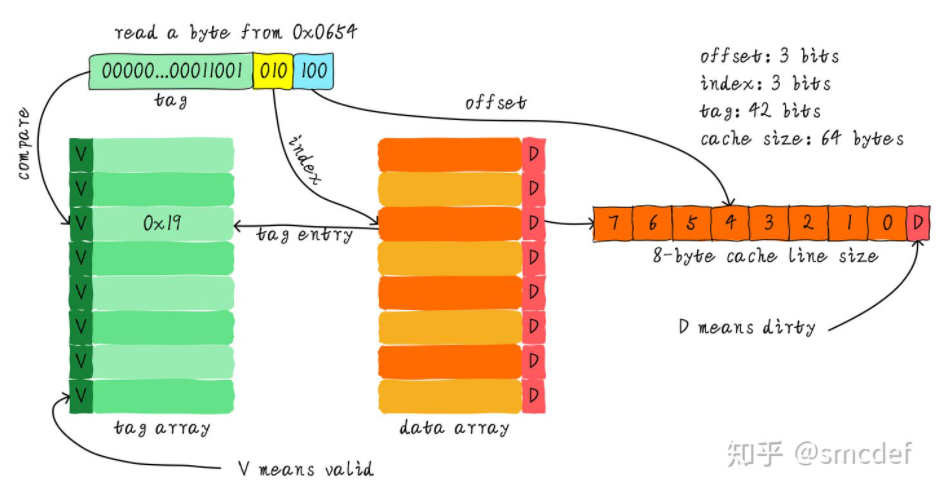 read a byte from 0x0654
00000...00011001 010 100
tag
offset
offset: 3 bits
index: 3 bits
tag: 42 bits
cache size: 64 bytes
compare
index
V D
V D
V 0x19 D
tag entry
7 6 5 4 3 2 1 0 D
8-byte cache line size
V D
V D
V D
V D
V D
D means dirty
tag array
data array
V means valid
知乎 @smcdef